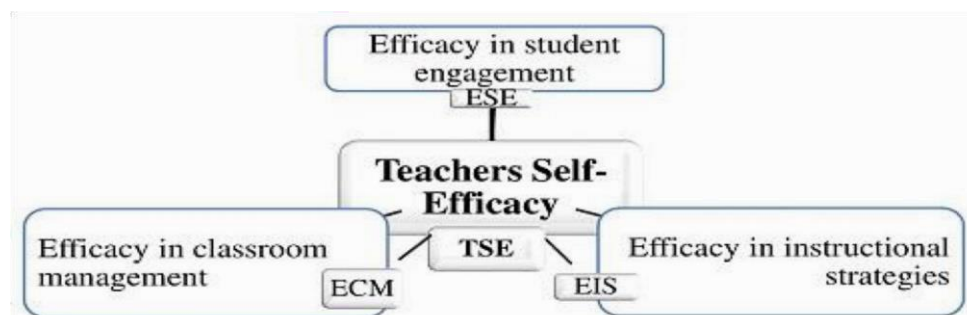 Efficacy in student
engagement
ESE
Teachers Self-
Efficacy
TSE
Efficacy in classroom
management
ECM
Efficacy in instructional
strategies
EIS